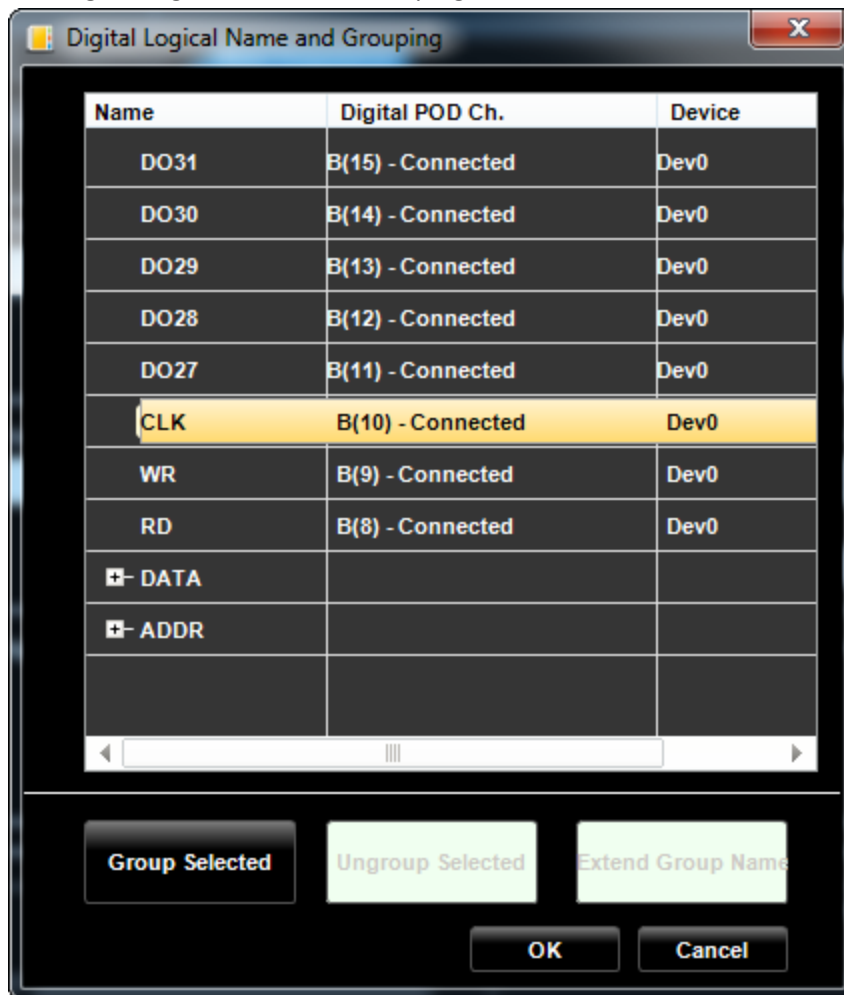 Digital Logical Name and Grouping
Name Digital POD Ch. Device
DO31 B(15) - Connected Dev0
DO30 B(14) - Connected Dev0
DO29 B(13) - Connected Dev0
DO28 B(12) - Connected Dev0
DO27 B(11) - Connected Dev0
CLK B(10) - Connected Dev0
WR B(9) - Connected Dev0
RD B(8) - Connected Dev0
DATA
ADDR
Group Selected Ungroup Selected Extend Group Name
OK Cancel